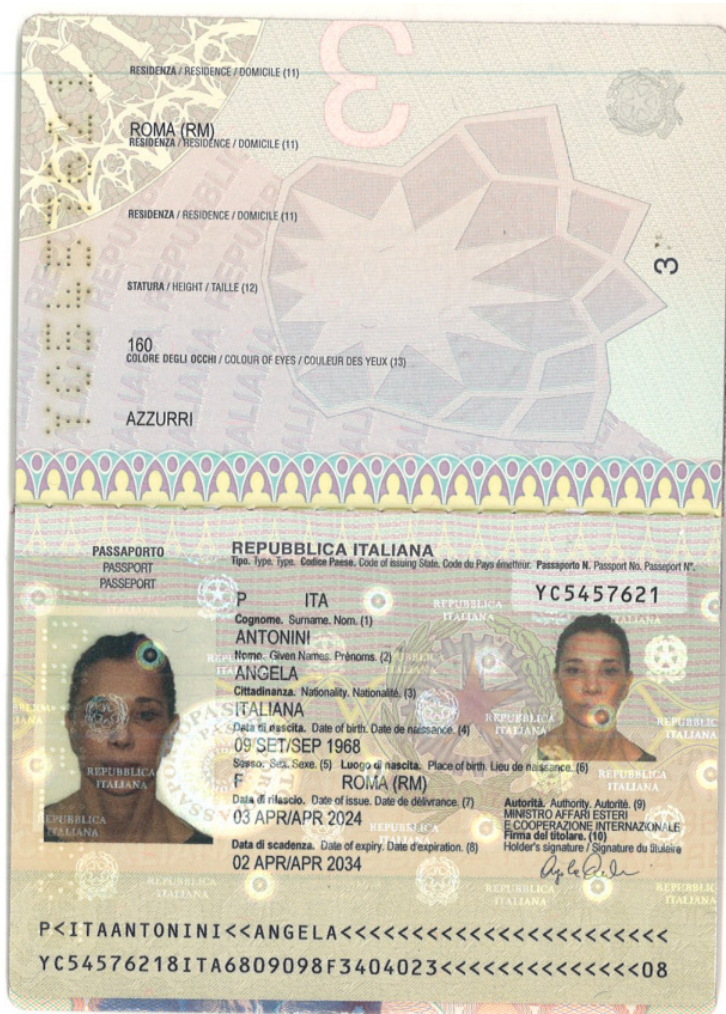 RESIDENZA / RESIDENCE / DOMICILE (11)
ROMA (RM)
RESIDENZA / RESIDENCE / DOMICILE (11)
RESIDENZA / RESIDENCE / DOMICILE (11)
3
STATURA / HEIGHT / TAILLE (12)
160
COLORE DEGLI OCCHI / COLOUR OF EYES / COULEUR DES YEUX (13)
AZZURRI
PASSAPORTO
PASSPORT
PASSEPORT
REPUBBLICA ITALIANA
Tipo. Type. Type. Codice Paese. Code of issuing State. Code du Pays émetteur. Passaporto N. Passport No. Passeport N°.
P ITA YC5457621
Cognome. Surname. Nom. (1)
ANTONINI
Nome. Given Names. Prénoms. (2)
ANGELA
Cittadinanza. Nationality. Nationalité. (3)
ITALIANA
Data di nascita. Date of birth. Date de naissance. (4)
09 SET/SEP 1968
Sesso. Sex. Sexe. (5) Luogo di nascita. Place of birth. Lieu de naissance. (6)
F ROMA (RM)
Data di rilascio. Date of issue. Date de délivrance. (7)
03 APR/APR 2024
Autorità. Authority. Autorité. (9)
MINISTRO AFFARI ESTERI
E COOPERAZIONE INTERNAZIONALE
Data di scadenza. Date of expiry. Date d'expiration. (8)
02 APR/APR 2034
Firma del titolare. (10)
Holder's signature / Signature du titulaire
P<ITAANTONINI<<ANGELA<<<<<<<<<<<<<<<<<<<<<<<
YC54576218ITA6809098F3404023<<<<<<<<<<<<<<08